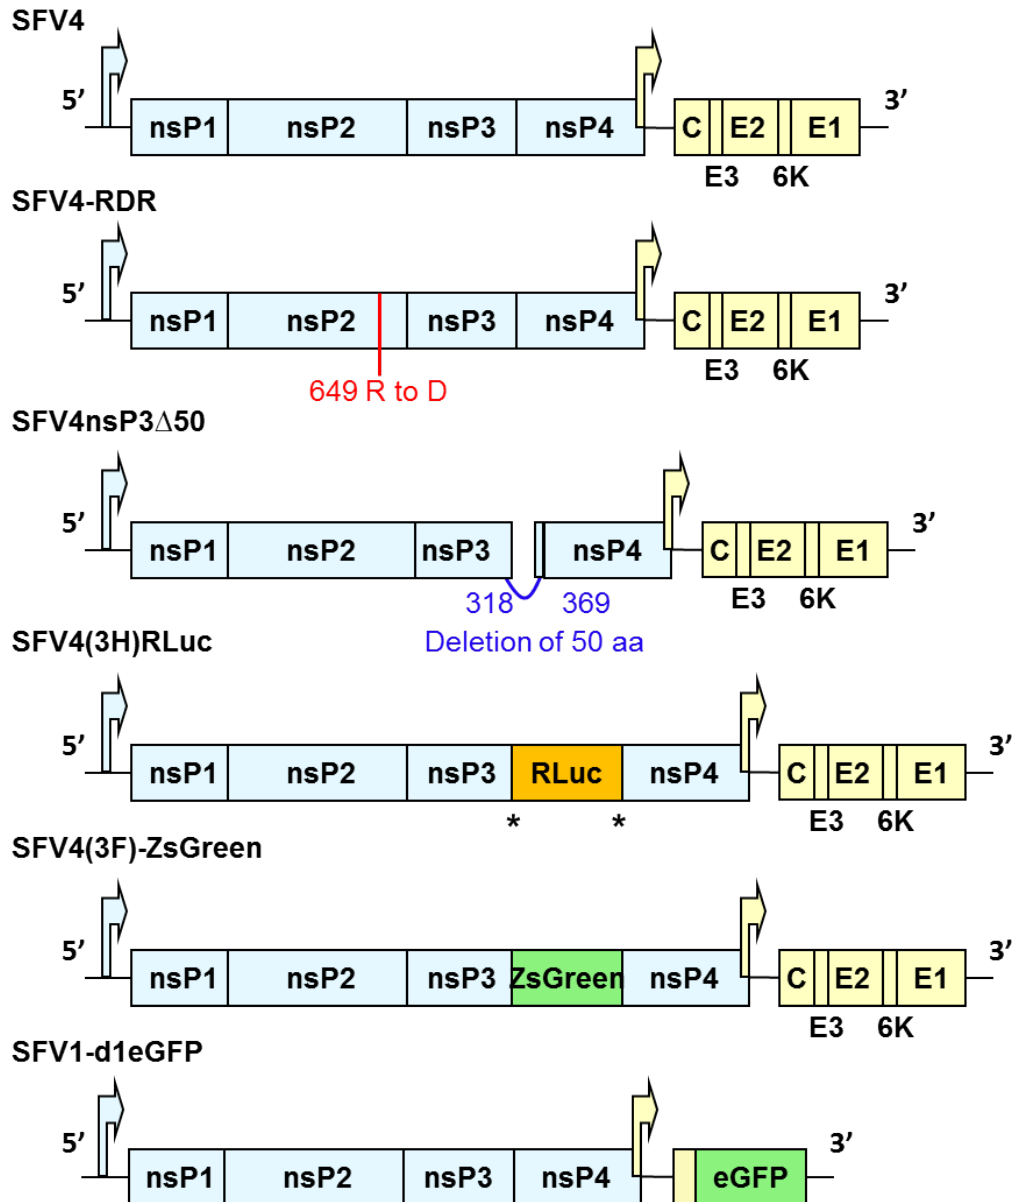 SFV4
5’ 3’
nsP1 nsP2 nsP3 nsP4 C E2 E1
E3 6K
SFV4-RDR
5’ 3’
nsP1 nsP2 nsP3 nsP4 C E2 E1
E3 6K
649 R to D
SFV4nsP3Δ50
5’ 3’
nsP1 nsP2 nsP3 nsP4 C E2 E1
E3 6K
318 369
Deletion of 50 aa
SFV4(3H)RLuc
5’ 3’
nsP1 nsP2 nsP3 RLuc nsP4 C E2 E1
* *
E3 6K
SFV4(3F)-ZsGreen
5’ 3’
nsP1 nsP2 nsP3 ZsGreen nsP4 C E2 E1
E3 6K
SFV1-d1eGFP
5’ 3’
nsP1 nsP2 nsP3 nsP4 eGFP